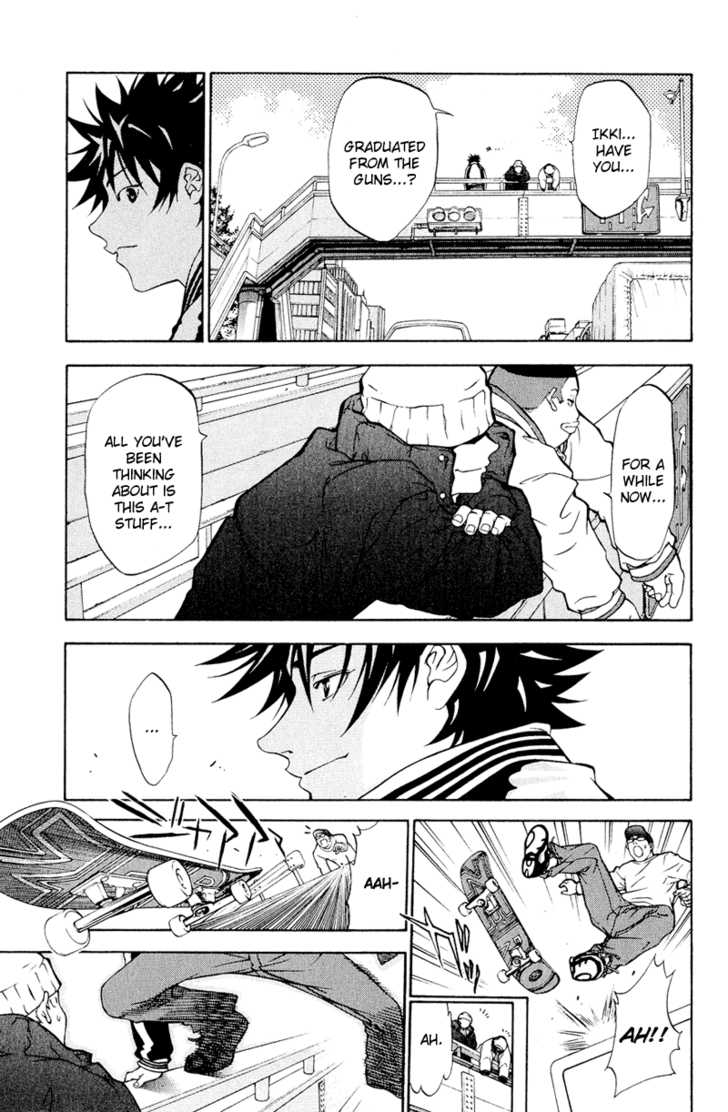 IKKI...
HAVE
YOU...
GRADUATED
FROM THE
GUNS...?
FOR A
WHILE
NOW...
ALL YOU'VE
BEEN
THINKING
ABOUT IS
THIS A-T
STUFF...
...
AH!!
AAH-
AH.